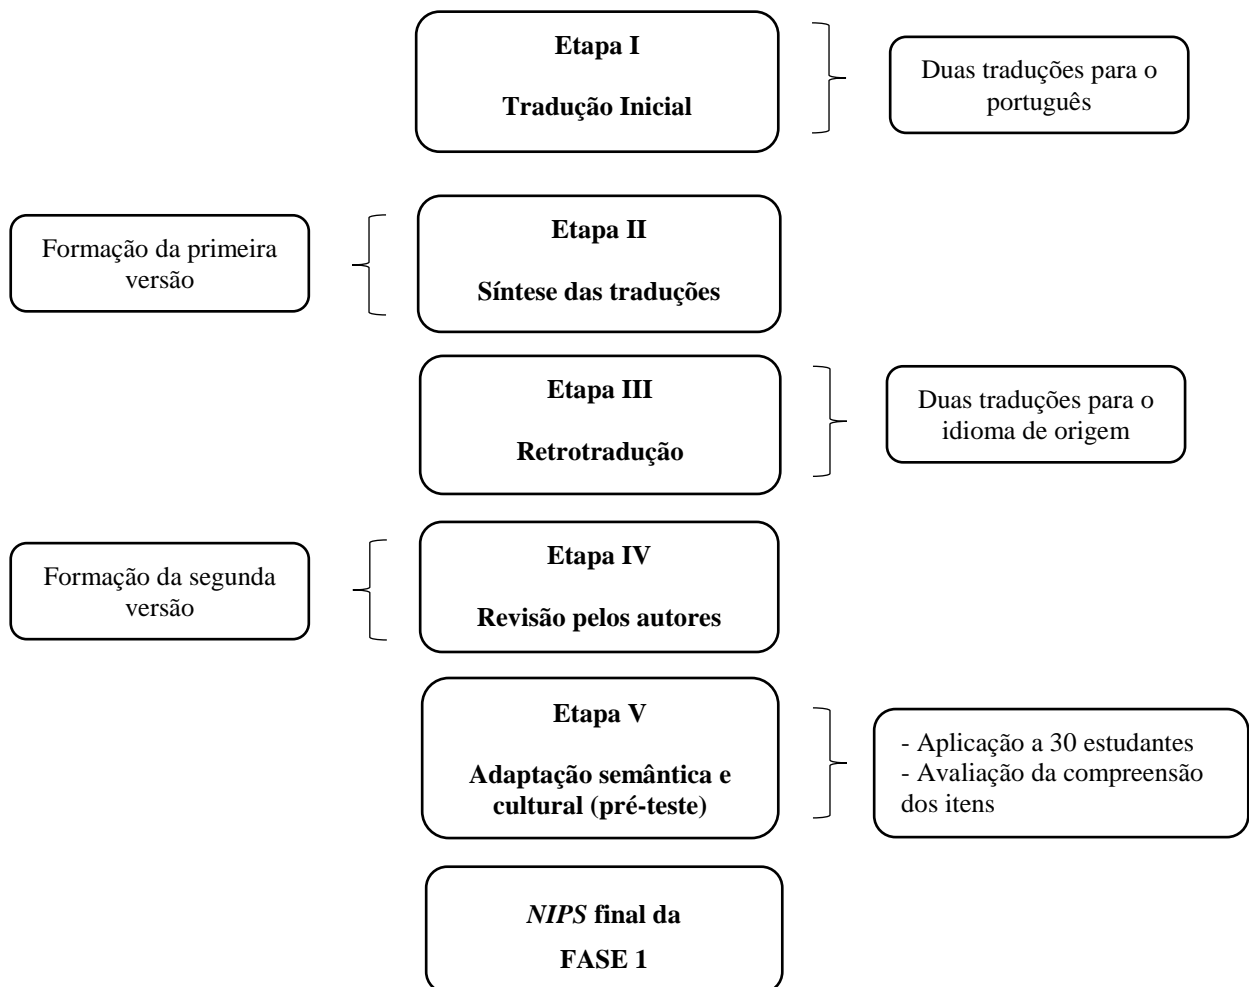 Etapa I
Tradução Inicial
Duas traduções para o
português
Formação da primeira
versão
Etapa II
Síntese das traduções
Etapa III
Retrotradução
Duas traduções para o
idioma de origem
Formação da segunda
versão
Etapa IV
Revisão pelos autores
Etapa V
Adaptação semântica e
cultural (pré-teste)
- Aplicação a 30 estudantes
- Avaliação da compreensão
dos itens
NIPS final da
FASE 1